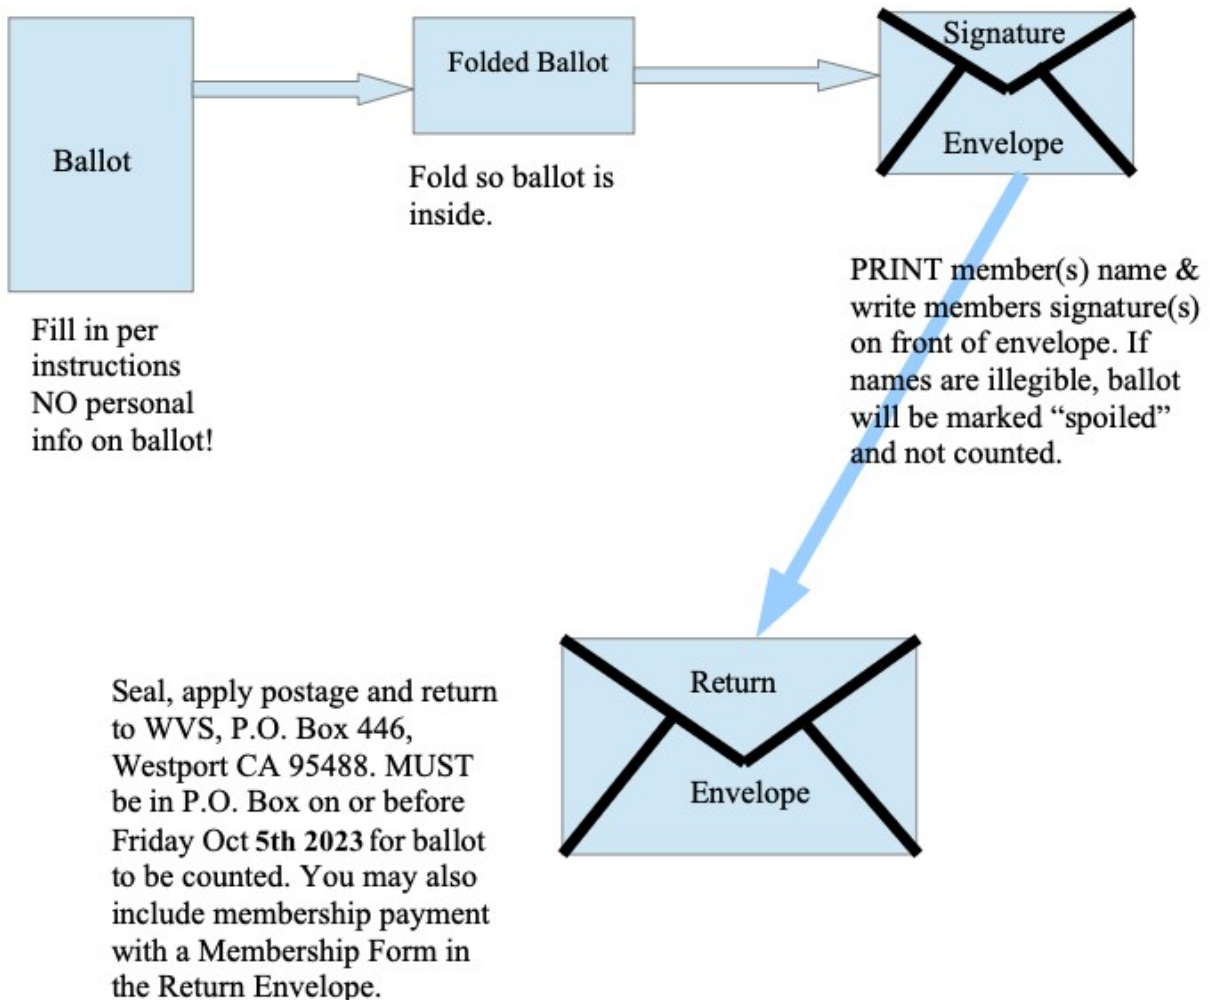 Ballot
Fill in per
instructions
NO personal
info on ballot!
Folded Ballot
Fold so ballot is
inside.
Signature
Envelope
PRINT member(s) name &
write members signature(s)
on front of envelope. If
names are illegible, ballot
will be marked “spoiled”
and not counted.
Return
Envelope
Seal, apply postage and return
to WVS, P.O. Box 446,
Westport CA 95488. MUST
be in P.O. Box on or before
Friday Oct 5th 2023 for ballot
to be counted. You may also
include membership payment
with a Membership Form in
the Return Envelope.